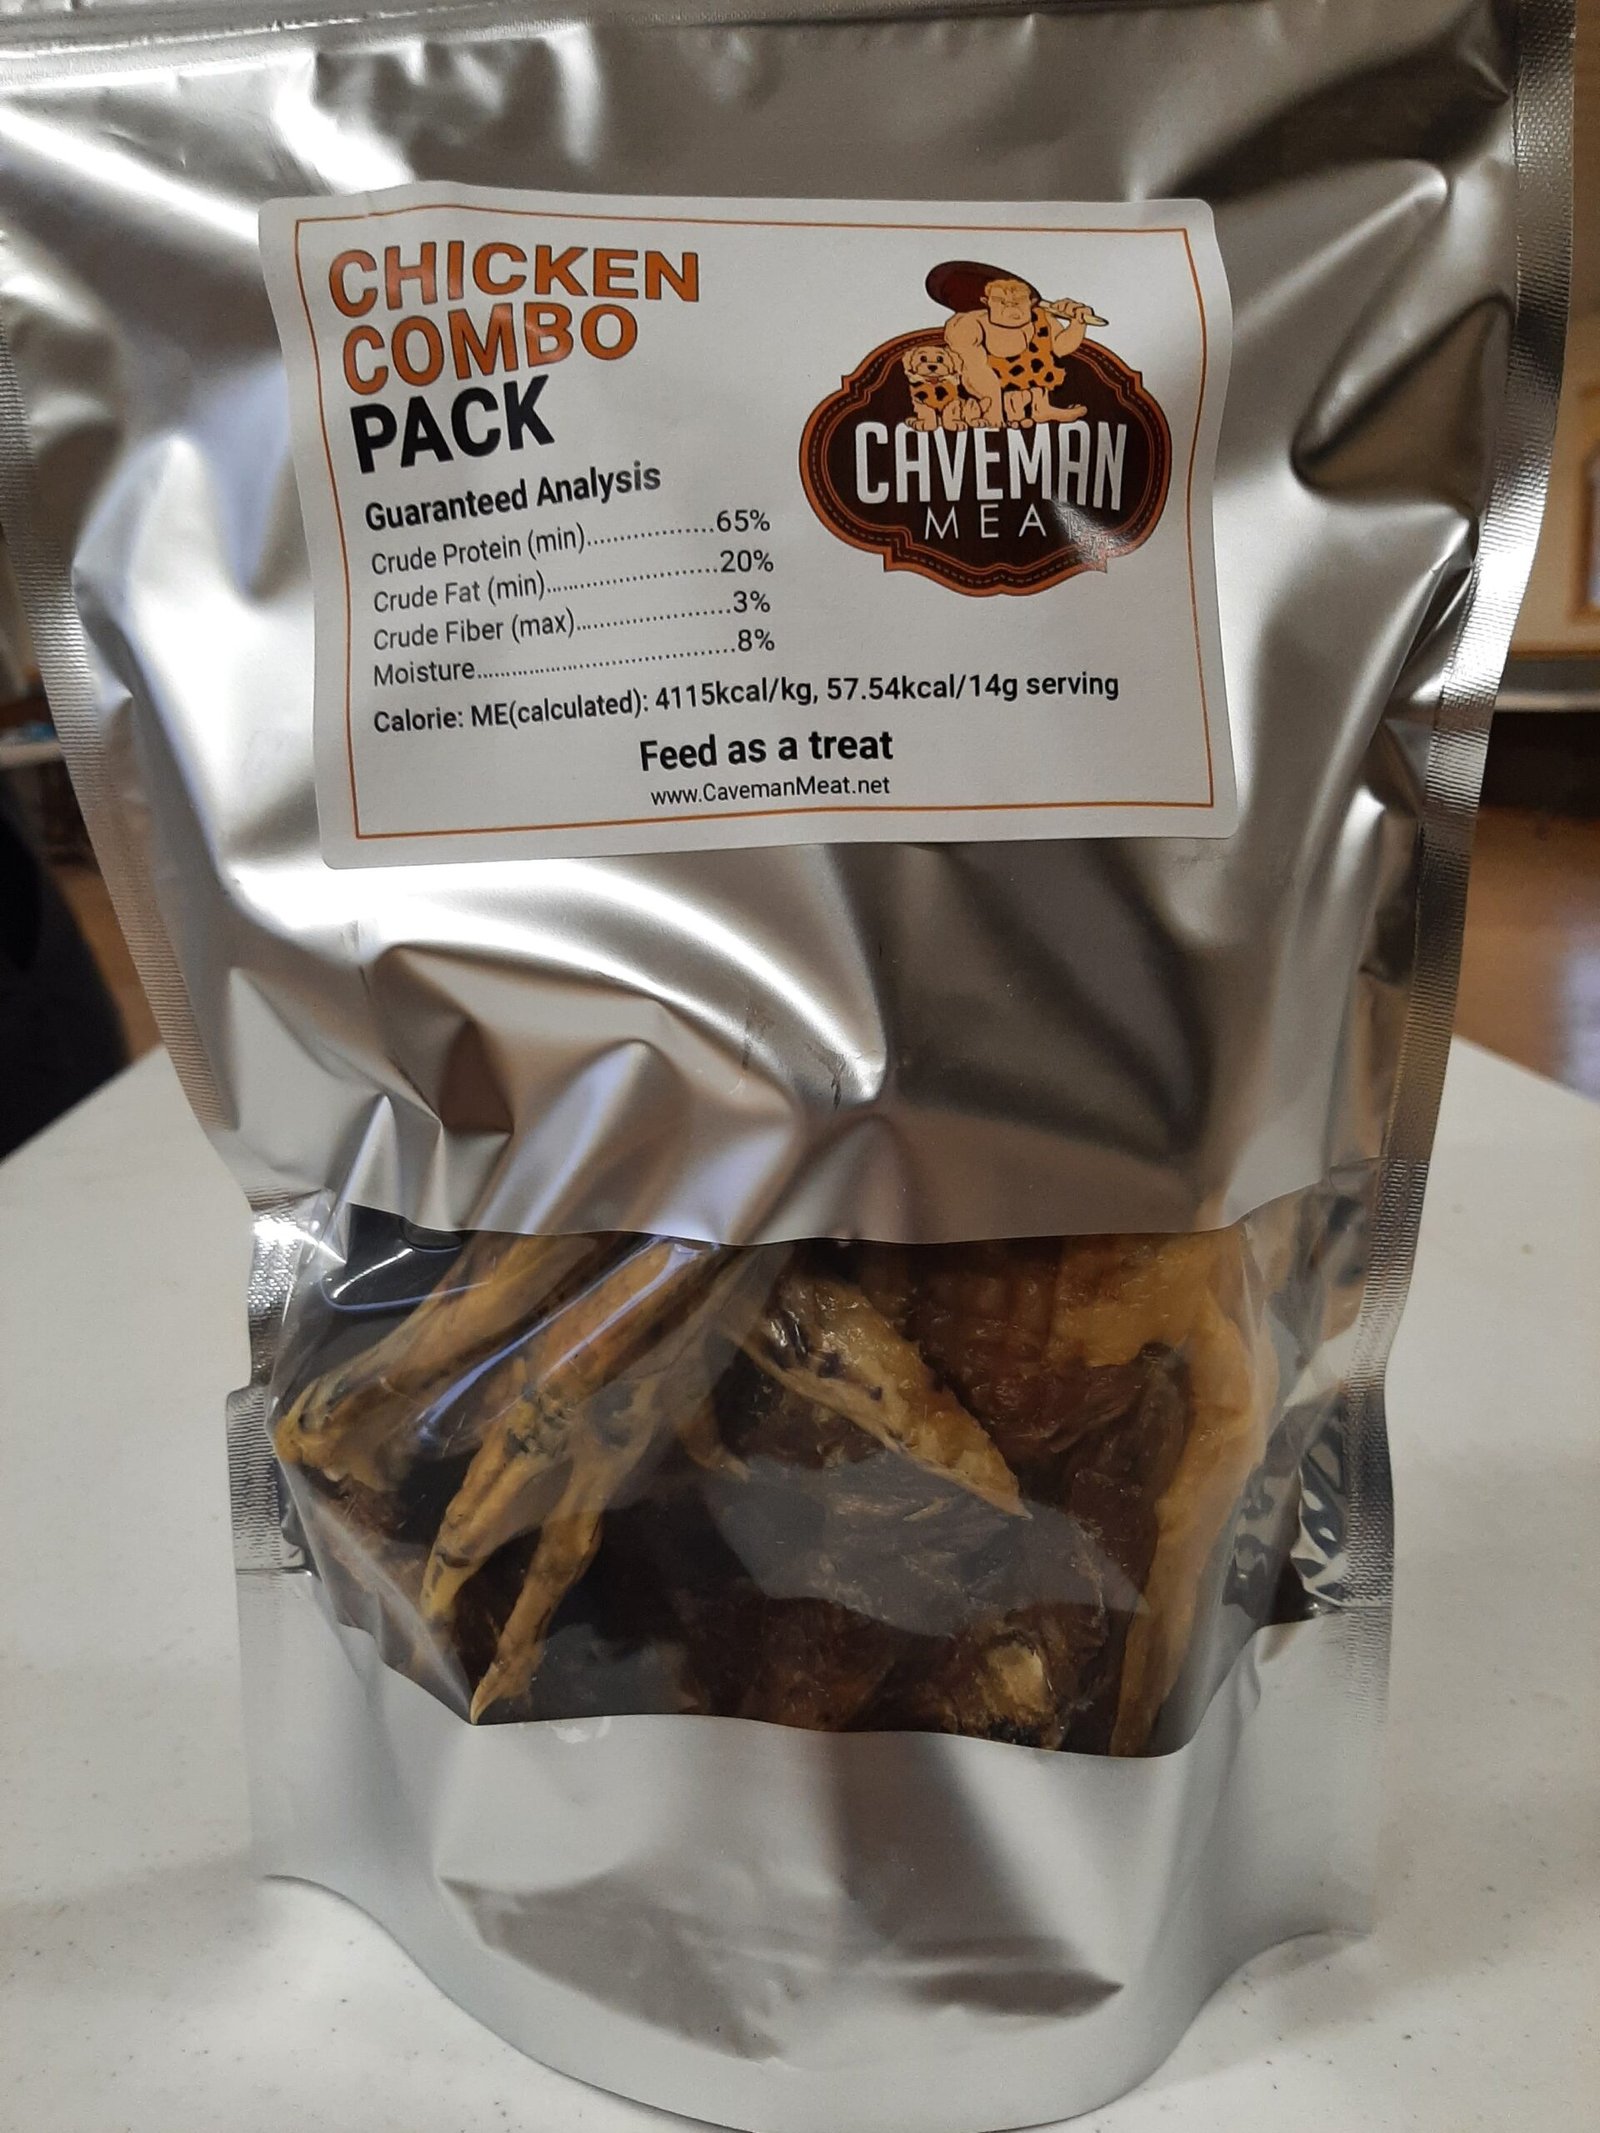 CHICKEN
COMBO
PACK
Guaranteed Analysis
Crude Protein (min)....................65%
Crude Fat (min)..........................20%
Crude Fiber (max)........................3%
Moisture......................................8%
Calorie: ME(calculated): 4115kcal/kg, 57.54kcal/14g serving
Feed as a treat
www.CavemanMeat.net
CAVEMAN
MEA